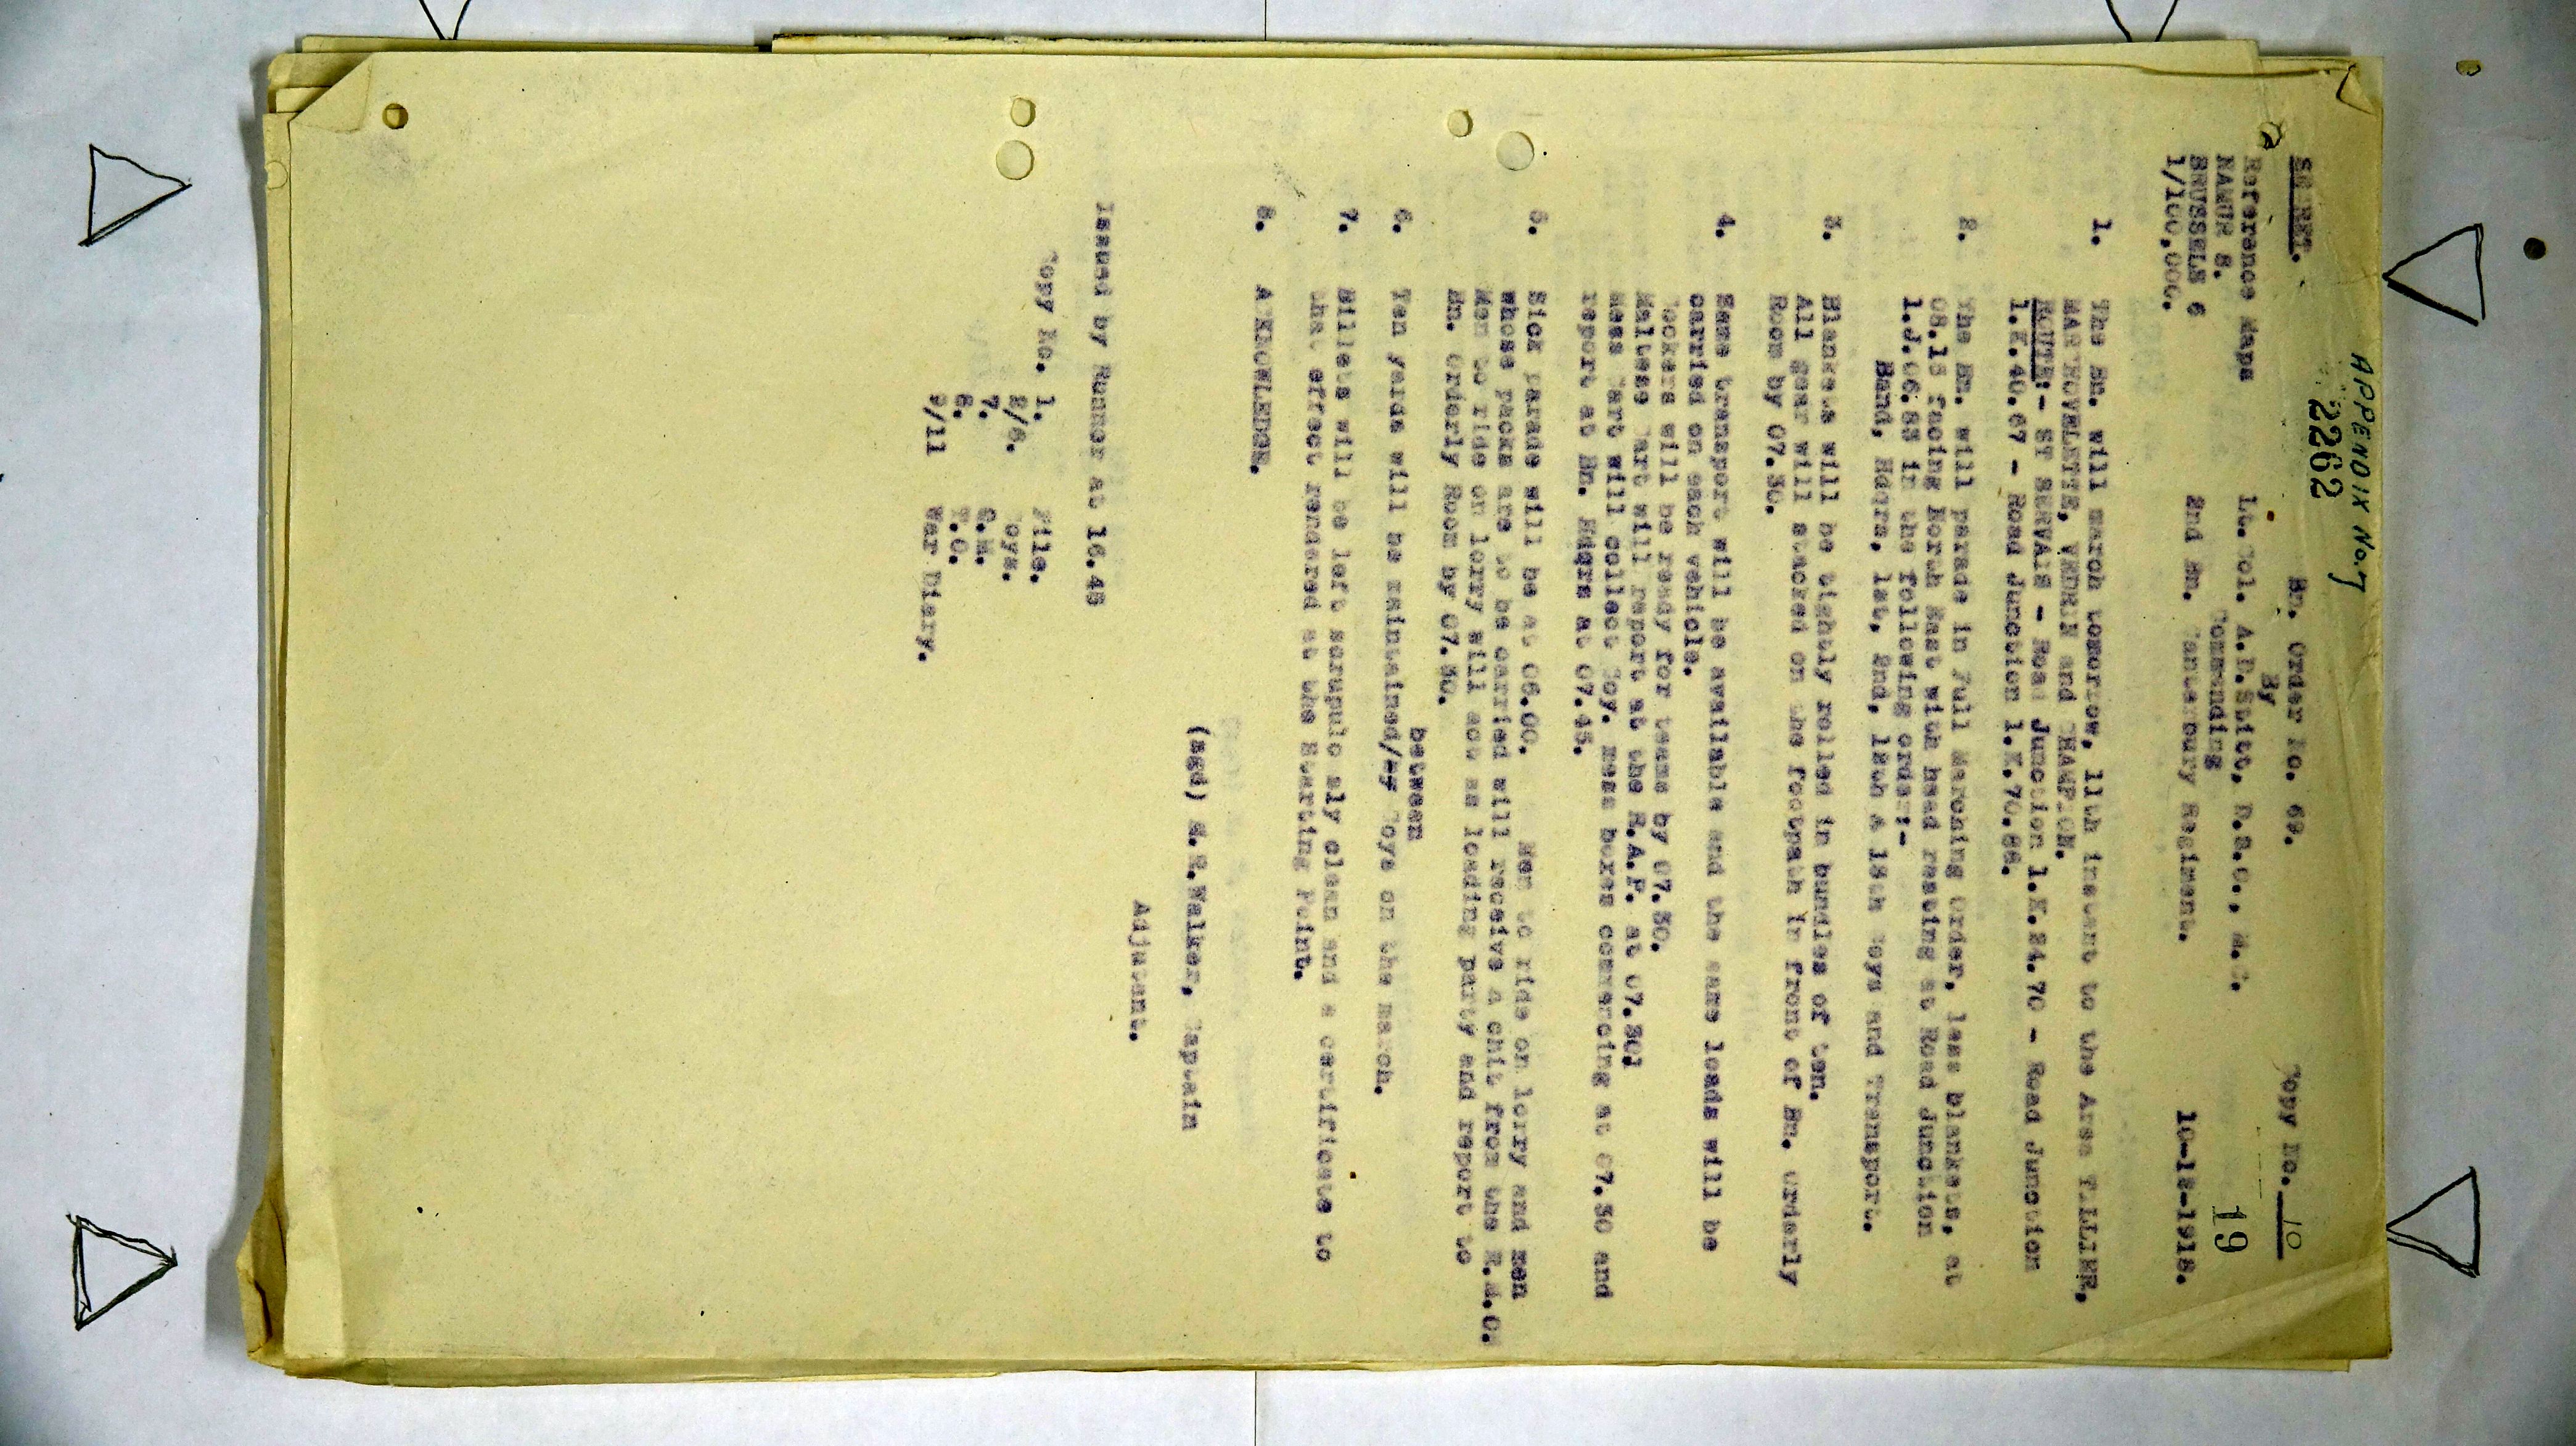 APPENDIX No. 7
2262
SECRET.
Bn. Order No. 69.
Copy No. 10
Reference Maps
By
NAMUR 8.
Lt. Col. A.D.Stitt, D.S.O., M.C.
19
BRUSSELS 6
Commanding
1/100,000.
2nd Bn. Canterbury Regiment.
10-12-1918.
1. The Bn. will march tomorrow, 11th instant to the Area TILLIER,
MARCHOVELETTE, VEDRIN and CHAMPION.
ROUTE:- ST SERVAIS - Road Junction 1.K.24.70 - Road Junction
1.K.40.67 - Road Junction 1.K.70.86.
2. The Bn. will parade in Full Marching Order, less blankets, at
08.15 facing North East with head resting at Road Junction
1.J.06.83 in the following order:-
Band, Hdqrs, 1st, 2nd, 12th & 13th Coys and Transport.
3. Blankets will be tightly rolled in bundles of ten.
All gear will stacked on the footpath in front of Bn. Orderly
Room by 07.30.
4. Same transport will be available and the same loads will be
carried on each vehicle.
Cookers will be ready for teams by 07.30.
Maltese Cart will report at the R.A.P. at 07.30;
Mess Cart will collect Coy. mess boxes commencing at 07.30 and
report at Bn. Hdqrs at 07.45.
5. Sick parade will be at 06.00. Men to ride on lorry and men
whose packs are to be carried will receive a chit from the R.M.O.
Men to ride on lorry will act as loading party and report to
Bn. Orderly Room by 07.30.
between
6. Ten yards will be maintained/ Coys on the march.
7. Billets will be left scrupulo sly clean and a certificate to
that effect rendered at the Starting Point.
8. ACKNOWLEDGE.
(sgd) M.R.Walker, Captain
Adjutant.
Issued by Runner at 16.45
Copy No. 1. File.
2/6. Coys.
7. Q.M.
8. T.O.
9/11 War Diary.